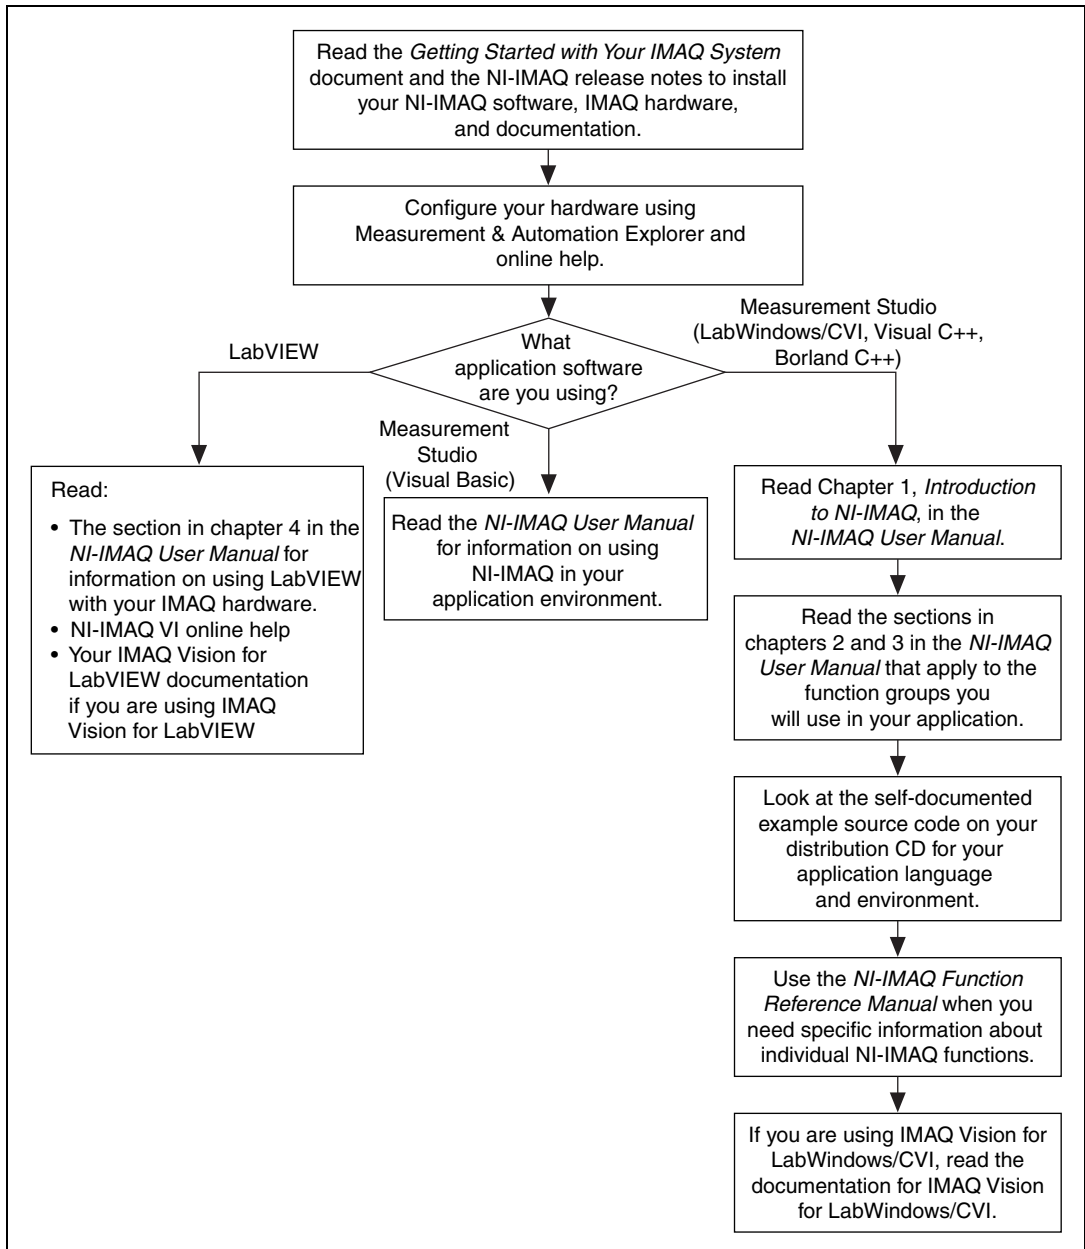 Read the Getting Started with Your IMAQ System
document and the NI-IMAQ release notes to install
your NI-IMAQ software, IMAQ hardware,
and documentation.
Configure your hardware using
Measurement & Automation Explorer and
online help.
What
application software
are you using?
LabVIEW
Measurement
Studio
(Visual Basic)
Measurement Studio
(LabWindows/CVI, Visual C++,
Borland C++)
Read:
• The section in chapter 4 in the
NI-IMAQ User Manual for
information on using LabVIEW
with your IMAQ hardware.
• NI-IMAQ VI online help
• Your IMAQ Vision for
LabVIEW documentation
if you are using IMAQ
Vision for LabVIEW
Read the NI-IMAQ User Manual
for information on using
NI-IMAQ in your
application environment.
Read Chapter 1, Introduction
to NI-IMAQ, in the
NI-IMAQ User Manual.
Read the sections in
chapters 2 and 3 in the NI-IMAQ
User Manual that apply to the
function groups you
will use in your application.
Look at the self-documented
example source code on your
distribution CD for your
application language
and environment.
Use the NI-IMAQ Function
Reference Manual when you
need specific information about
individual NI-IMAQ functions.
If you are using IMAQ Vision for
LabWindows/CVI, read the
documentation for IMAQ Vision
for LabWindows/CVI.